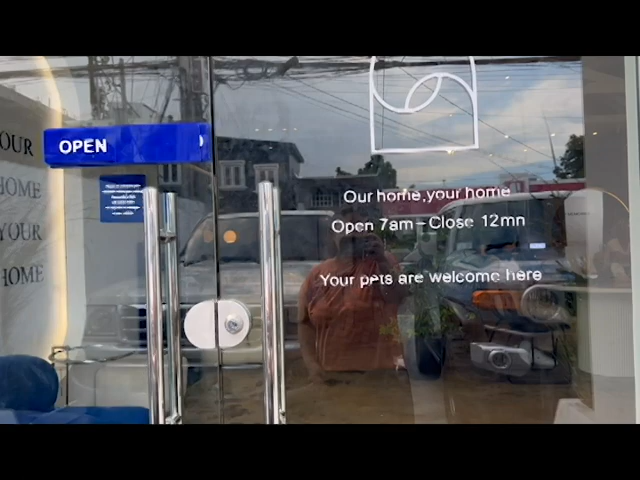 OUR
HOME
YOUR
HOME
OPEN
Our home, your home
Open 7am - Close 12mn
Your pets are welcome here